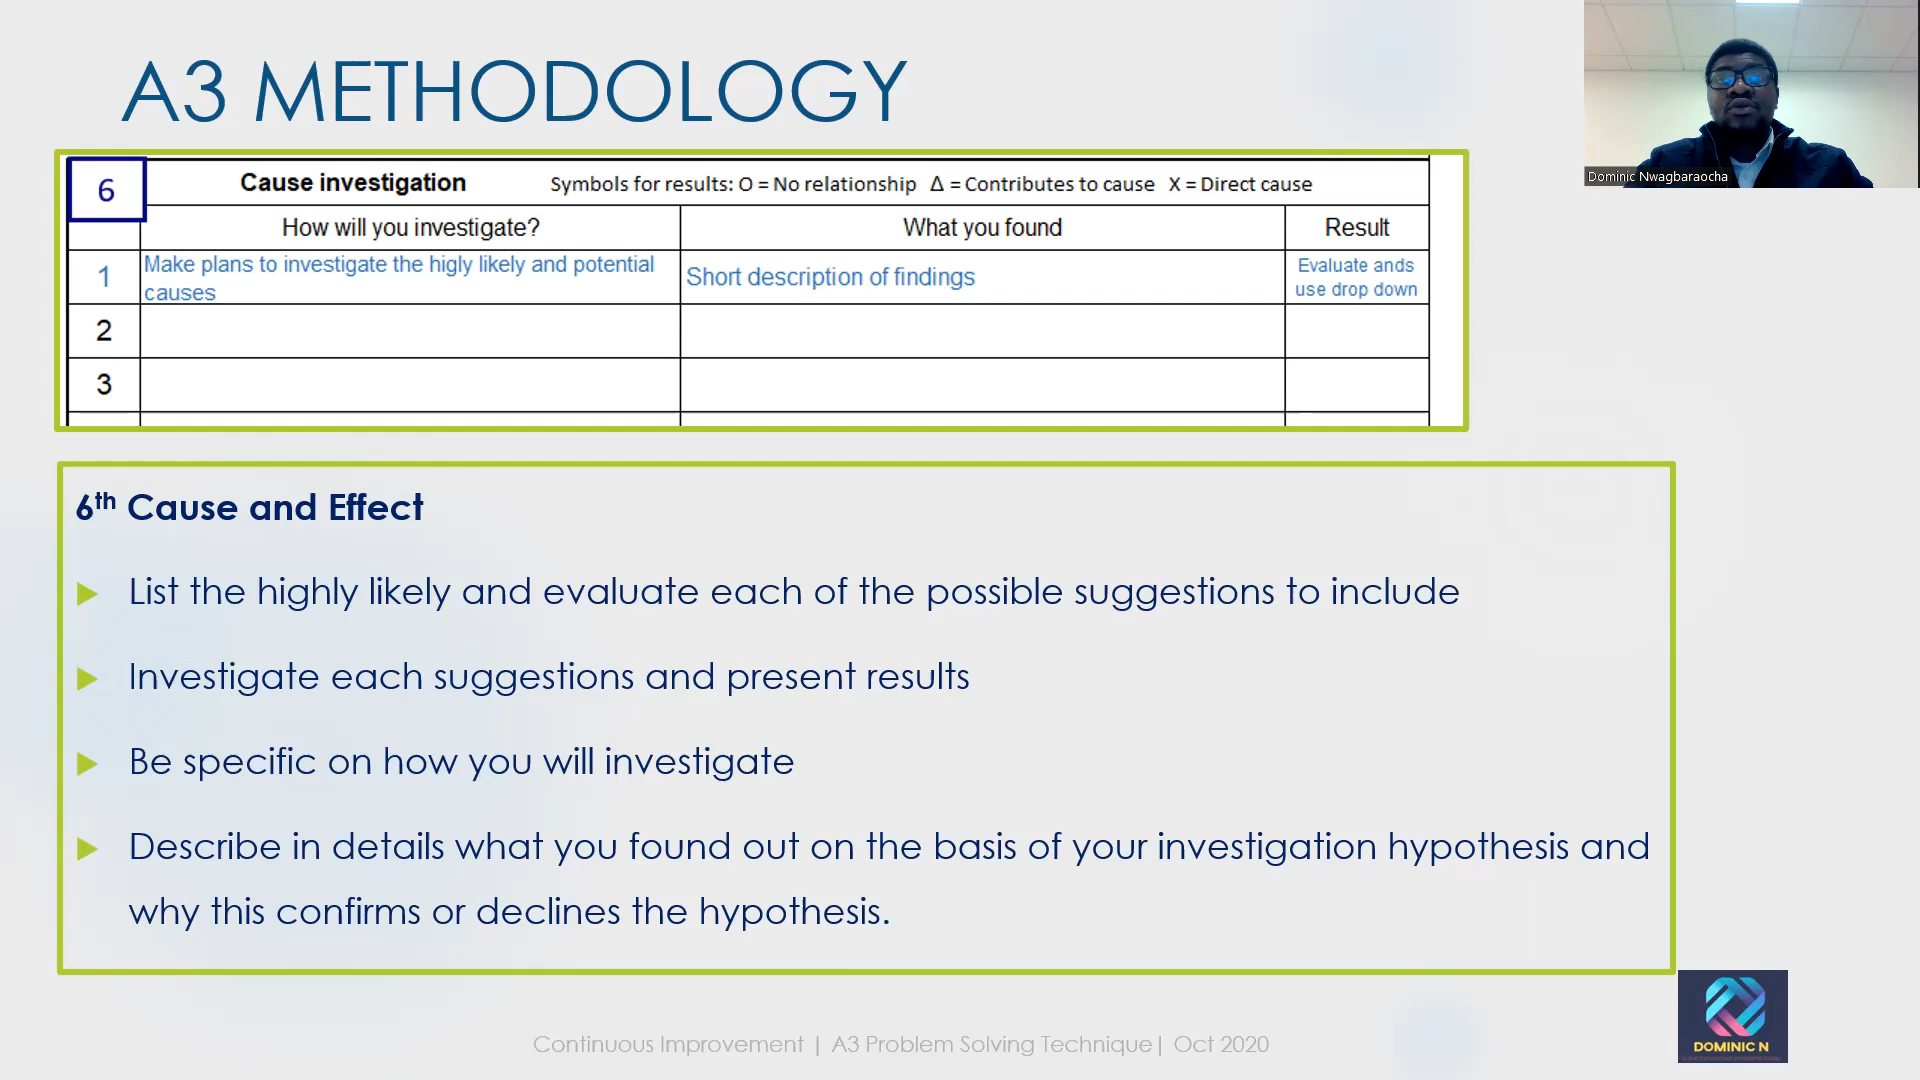 A3 METHODOLOGY
Dominic Nwagbaraocha
6 Cause investigation Symbols for results: O = No relationship Δ = Contributes to cause X = Direct cause
How will you investigate? What you found Result
1 Make plans to investigate the higly likely and potential causes Short description of findings Evaluate ands use drop down
2
3
6th Cause and Effect
List the highly likely and evaluate each of the possible suggestions to include
Investigate each suggestions and present results
Be specific on how you will investigate
Describe in details what you found out on the basis of your investigation hypothesis and
why this confirms or declines the hypothesis.
Continuous Improvement | A3 Problem Solving Technique| Oct 2020
DOMINIC N